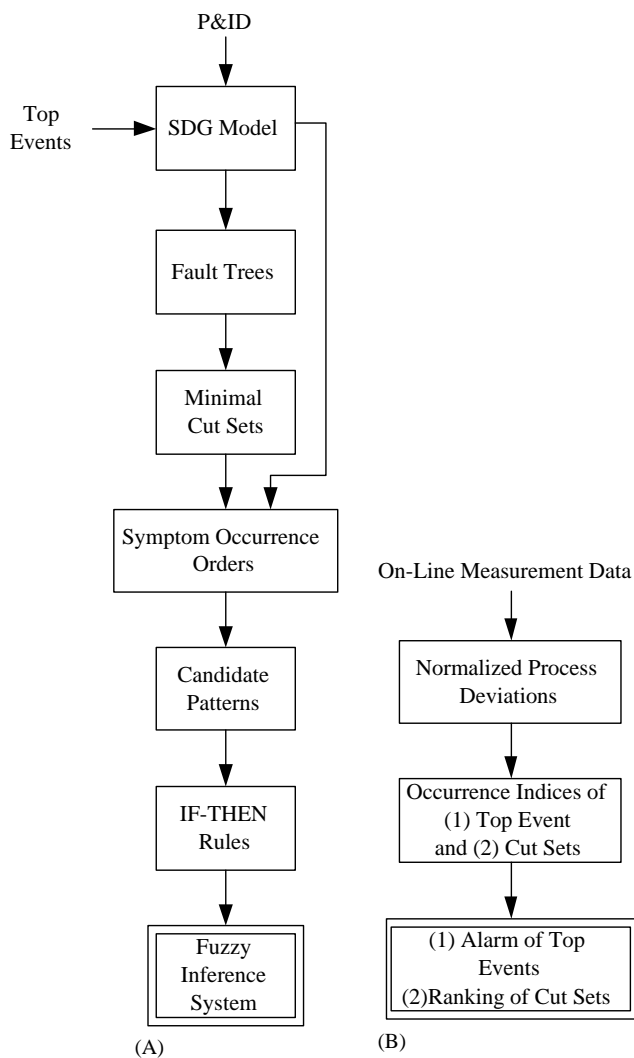 P&ID
Top
Events
SDG Model
Fault Trees
Minimal
Cut Sets
Symptom Occurrence
Orders
Candidate
Patterns
IF-THEN
Rules
Fuzzy
Inference
System
(A)
On-Line Measurement Data
Normalized Process
Deviations
Occurrence Indices of
(1) Top Event
and (2) Cut Sets
(1) Alarm of Top
Events
(2)Ranking of Cut Sets
(B)